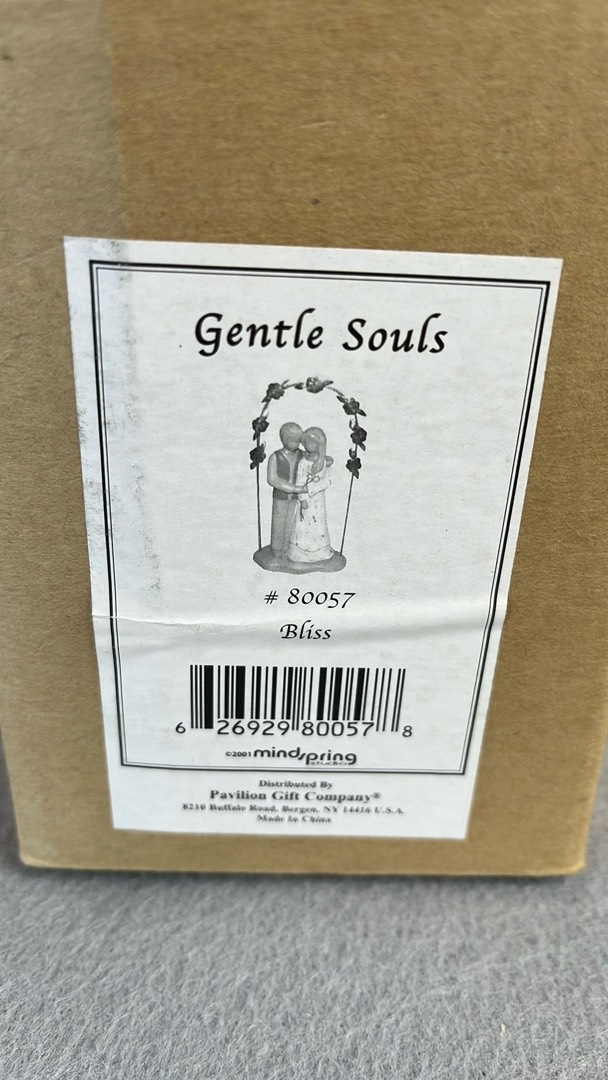 Gentle Souls
# 80057
Bliss
6 26929 80057 8
©2001 mindspring
studio
Distributed By
Pavilion Gift Company®
8210 Buffalo Road, Bergen, NY 14416 U.S.A.
Made in China